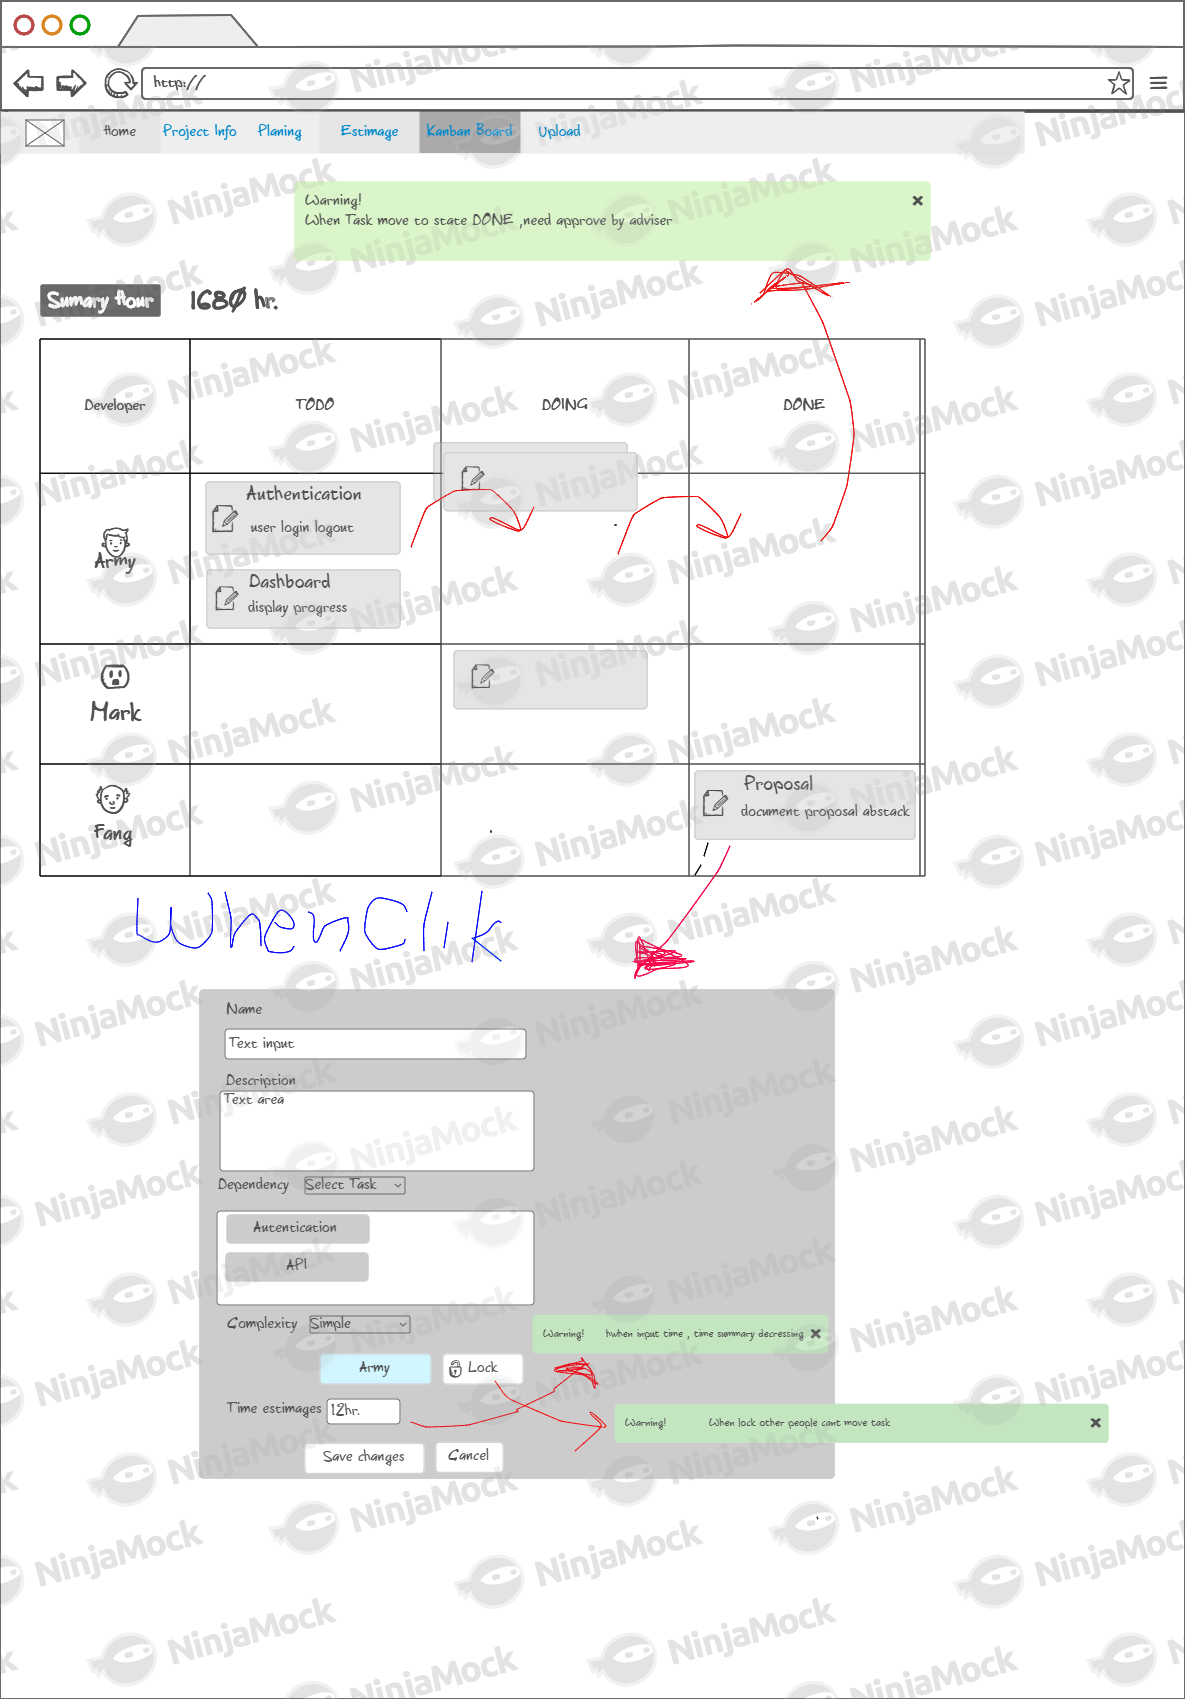 http://
Home Project Info Planing Estimage Kanban Board Upload
Warning!
When Task move to state DONE ,need approve by adviser
Sumary Hour 1680 hr.
Developer TODO DOING DONE
Authentication
user login logout
Army
Dashboard
display progress
Mark
Fang
Proposal
document proposal abstack
When Clik
Name
Text input
Description
Text area
Dependency Select Task
Autentication
API
Complexity Simple
Warning! hwhen input time , time summary decressing
Army Lock
Time estimages 12hr.
Warning! When lock other people cant move task
Save changes Cancel
NinjaMock